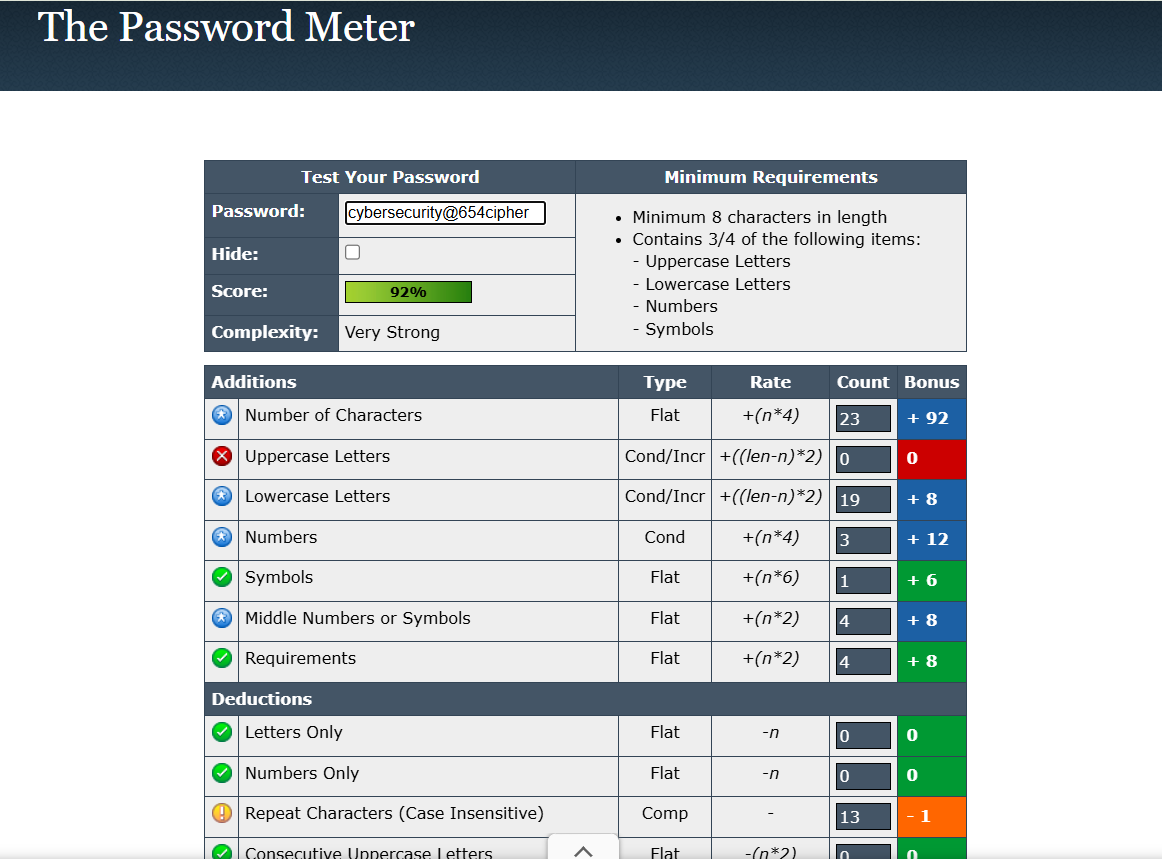 The Password Meter
Test Your Password Minimum Requirements
Password: cybersecurity@654cipher
Hide:
Score: 92%
Complexity: Very Strong
• Minimum 8 characters in length
• Contains 3/4 of the following items:
- Uppercase Letters
- Lowercase Letters
- Numbers
- Symbols
Additions Type Rate Count Bonus
Number of Characters Flat +(n*4) 23 + 92
Uppercase Letters Cond/Incr +((len-n)*2) 0 0
Lowercase Letters Cond/Incr +((len-n)*2) 19 + 8
Numbers Cond +(n*4) 3 + 12
Symbols Flat +(n*6) 1 + 6
Middle Numbers or Symbols Flat +(n*2) 4 + 8
Requirements Flat +(n*2) 4 + 8
Deductions
Letters Only Flat -n 0 0
Numbers Only Flat -n 0 0
Repeat Characters (Case Insensitive) Comp - 13 - 1
Consecutive Uppercase Letters Flat -(n*2) 0 0